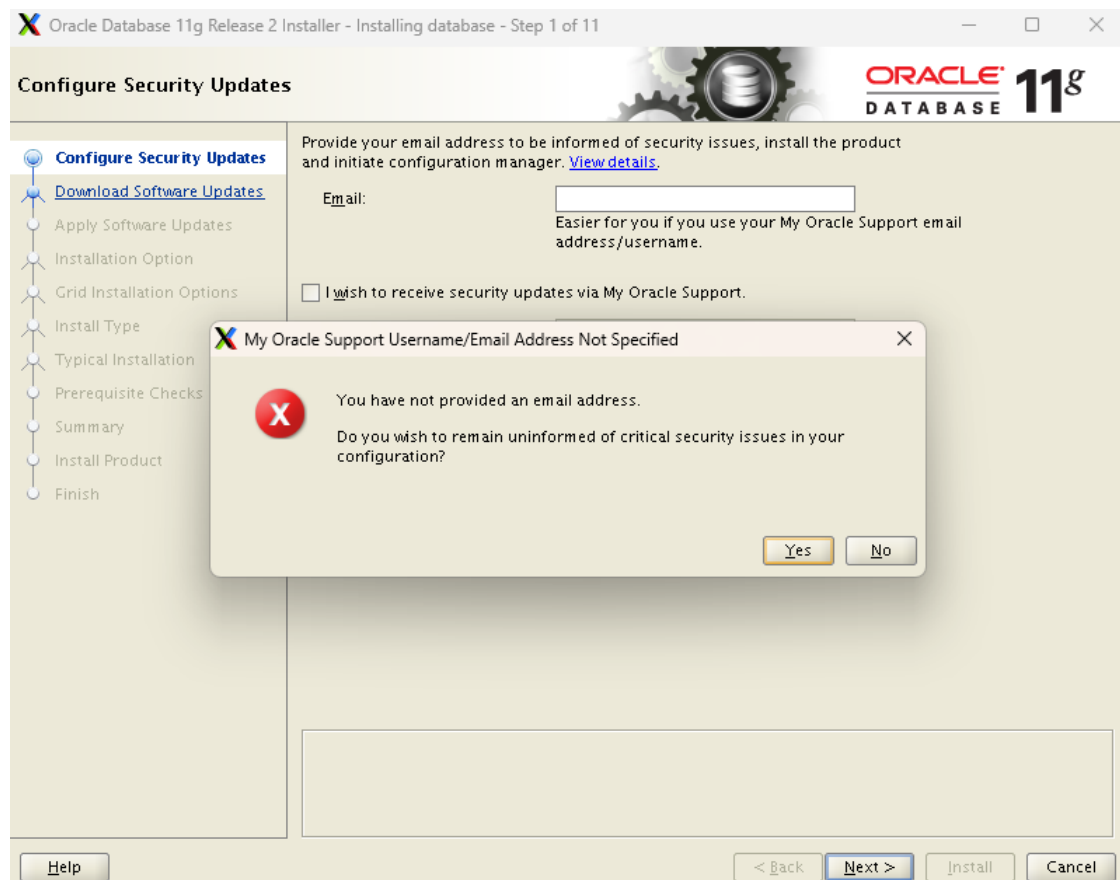 Oracle Database 11g Release 2 Installer - Installing database - Step 1 of 11
Configure Security Updates
ORACLE
DATABASE
11g
Configure Security Updates
Download Software Updates
Apply Software Updates
Installation Option
Grid Installation Options
Install Type
Typical Installation
Prerequisite Checks
Summary
Install Product
Finish
Provide your email address to be informed of security issues, install the product
and initiate configuration manager. View details.
Email:
Easier for you if you use your My Oracle Support email
address/username.
I wish to receive security updates via My Oracle Support.
My Oracle Support Username/Email Address Not Specified
You have not provided an email address.
Do you wish to remain uninformed of critical security issues in your
configuration?
Yes
No
Help
< Back
Next >
Install
Cancel